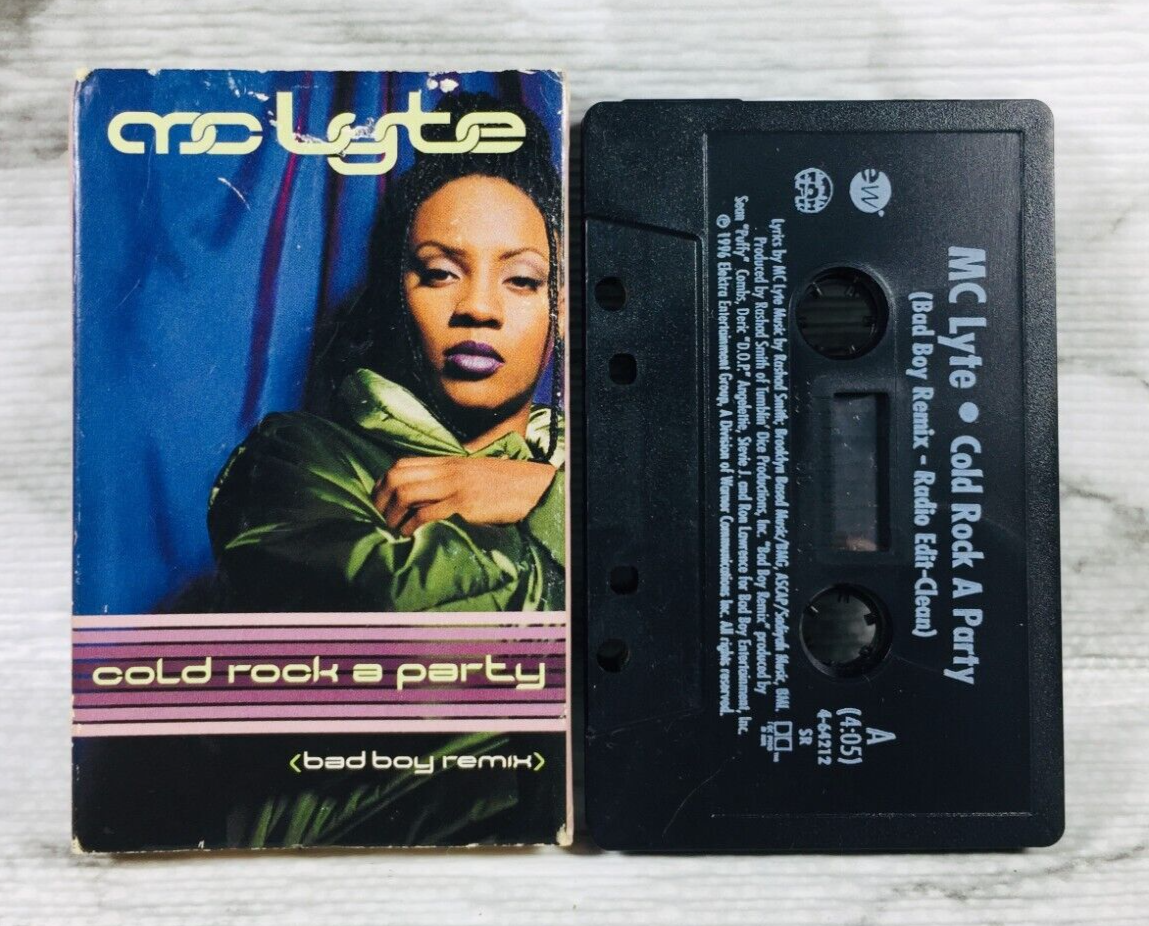 mc lyte
cold rock a party
<bad boy remix>
ew
MC Lyte • Cold Rock A Party
(Bad Boy Remix - Radio Edit-Clean)
A
(4:05)
4-64212
SR
Lyrics by MC Lyte Music by Rashad Smith; Brooklyn Based Music/BMG, ASCAP/Sadiyah Music, BMI.
Produced by Rashad Smith of Tumblin' Dice Productions, Inc. "Bad Boy Remix" produced by
Sean "Puffy" Combs, Deric "D.O.P." Angelettie, Stevie J. and Ron Lawrence for Bad Boy Entertainment, Inc.
© 1996 Elektra Entertainment Group, A Division of Warner Communications Inc. All rights reserved.